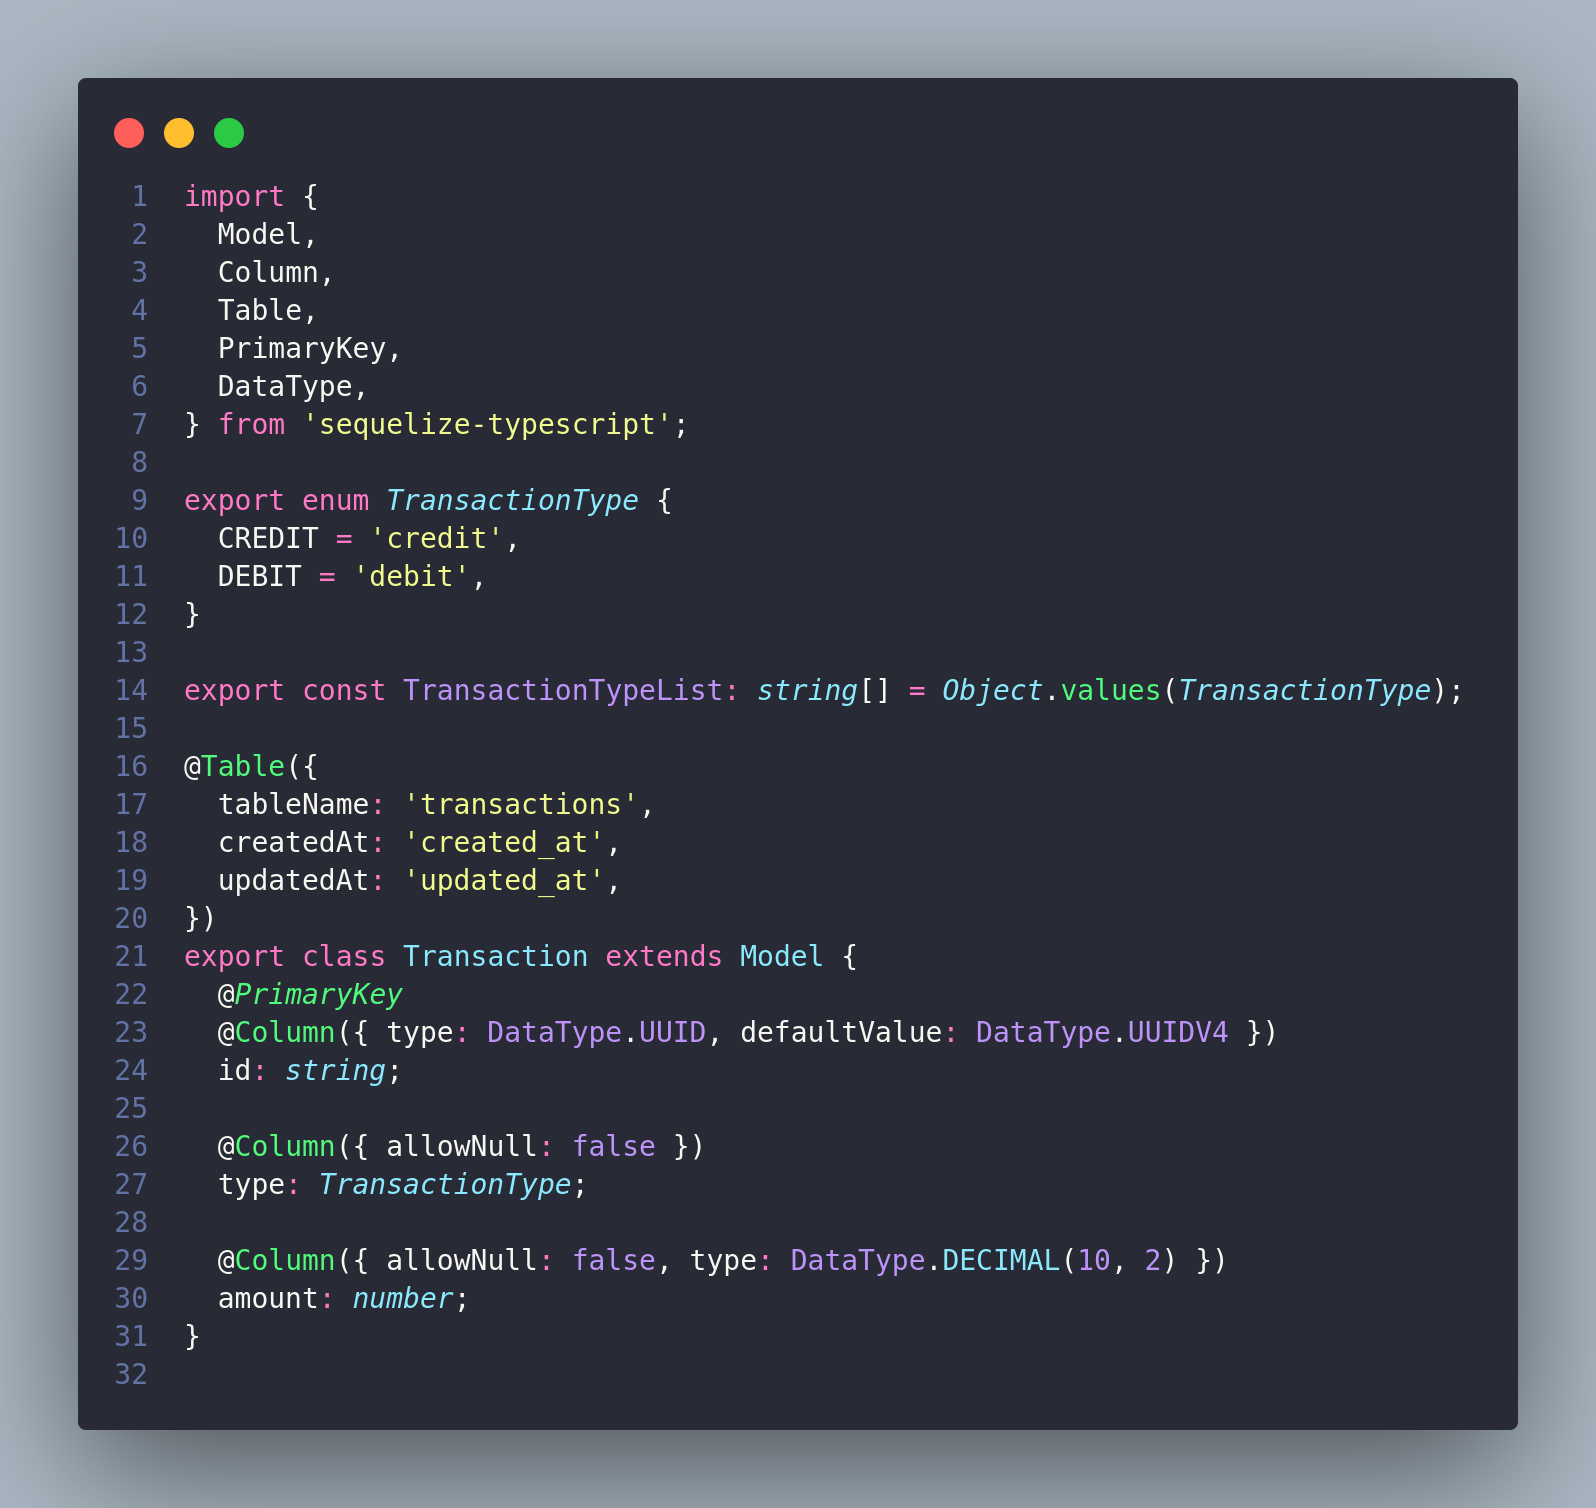 1 import {
2   Model,
3   Column,
4   Table,
5   PrimaryKey,
6   DataType,
7 } from 'sequelize-typescript';
8
9 export enum TransactionType {
10   CREDIT = 'credit',
11   DEBIT = 'debit',
12 }
13
14 export const TransactionTypeList: string[] = Object.values(TransactionType);
15
16 @Table({
17   tableName: 'transactions',
18   createdAt: 'created_at',
19   updatedAt: 'updated_at',
20 })
21 export class Transaction extends Model {
22   @PrimaryKey
23   @Column({ type: DataType.UUID, defaultValue: DataType.UUIDV4 })
24   id: string;
25
26   @Column({ allowNull: false })
27   type: TransactionType;
28
29   @Column({ allowNull: false, type: DataType.DECIMAL(10, 2) })
30   amount: number;
31 }
32